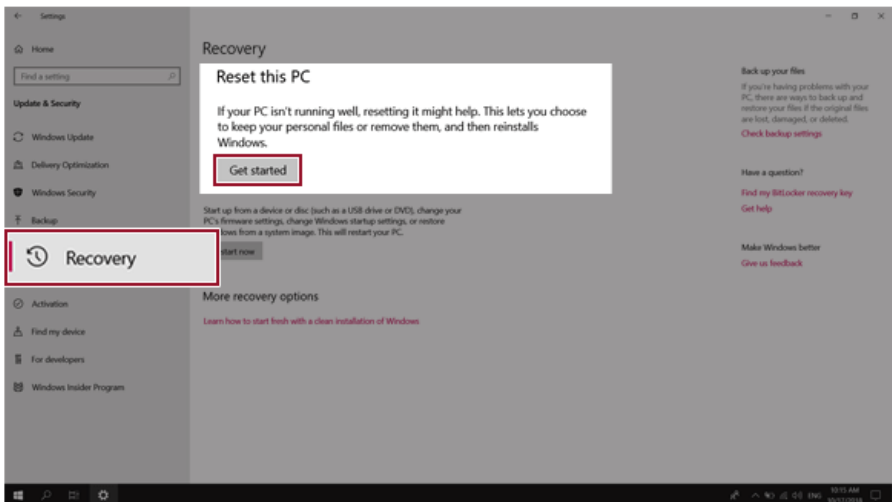 Settings
Home
Find a setting
Update & Security
Windows Update
Delivery Optimization
Windows Security
Backup
Recovery
Activation
Find my device
For developers
Windows Insider Program
Recovery
Reset this PC
If your PC isn't running well, resetting it might help. This lets you choose
to keep your personal files or remove them, and then reinstalls
Windows.
Get started
Start up from a device or disc (such as a USB drive or DVD), change your
PC's firmware settings, change Windows startup settings, or restore
from a system image. This will restart your PC.
now
More recovery options
Learn how to start fresh with a clean installation of Windows
Back up your files
If you're having problems with your
PC, there are ways to back up and
restore your files if the original files
are lost, damaged, or deleted.
Check backup settings
Have a question?
Find my BitLocker recovery key
Get help
Make Windows better
Give us feedback
ENG
10:15 AM